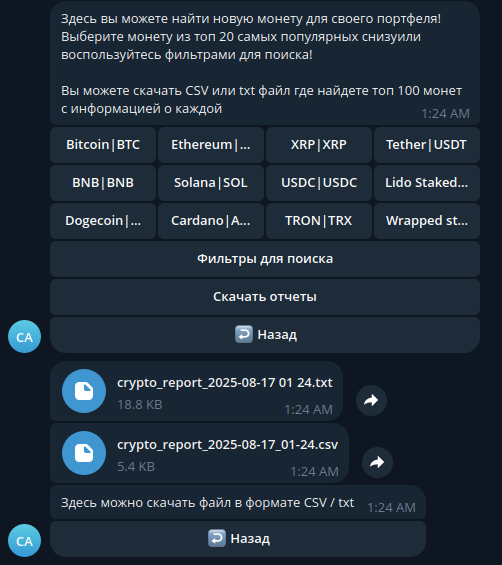 Здесь вы можете найти новую монету для своего портфеля!
Выберите монету из топ 20 самых популярных снизуили
воспользуйтесь фильтрами для поиска!
Вы можете скачать CSV или txt файл где найдете топ 100 монет
с информацией о каждой
1:24 AM
Bitcoin|BTC Ethereum|... XRP|XRP Tether|USDT
BNB|BNB Solana|SOL USDC|USDC Lido Staked...
Dogecoin|... Cardano|A... TRON|TRX Wrapped st...
Фильтры для поиска
Скачать отчеты
Назад
CA
crypto_report_2025-08-17 01 24.txt
18.8 KB 1:24 AM
crypto_report_2025-08-17_01-24.csv
5.4 KB 1:24 AM
Здесь можно скачать файл в формате CSV / txt 1:24 AM
Назад
CA